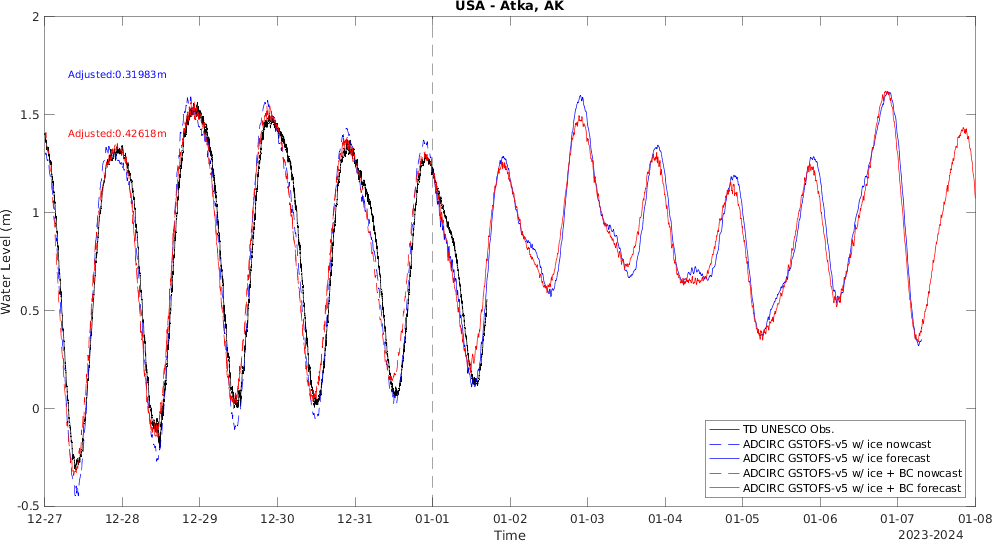 USA - Atka, AK
2
1.5
1
0.5
0
-0.5
Water Level (m)
Adjusted:0.31983m
Adjusted:0.42618m
TD UNESCO Obs.
ADCIRC GSTOFS-v5 w/ ice nowcast
ADCIRC GSTOFS-v5 w/ ice forecast
ADCIRC GSTOFS-v5 w/ ice + BC nowcast
ADCIRC GSTOFS-v5 w/ ice + BC forecast
12-27 12-28 12-29 12-30 12-31 01-01 01-02 01-03 01-04 01-05 01-06 01-07 01-08
Time
2023-2024